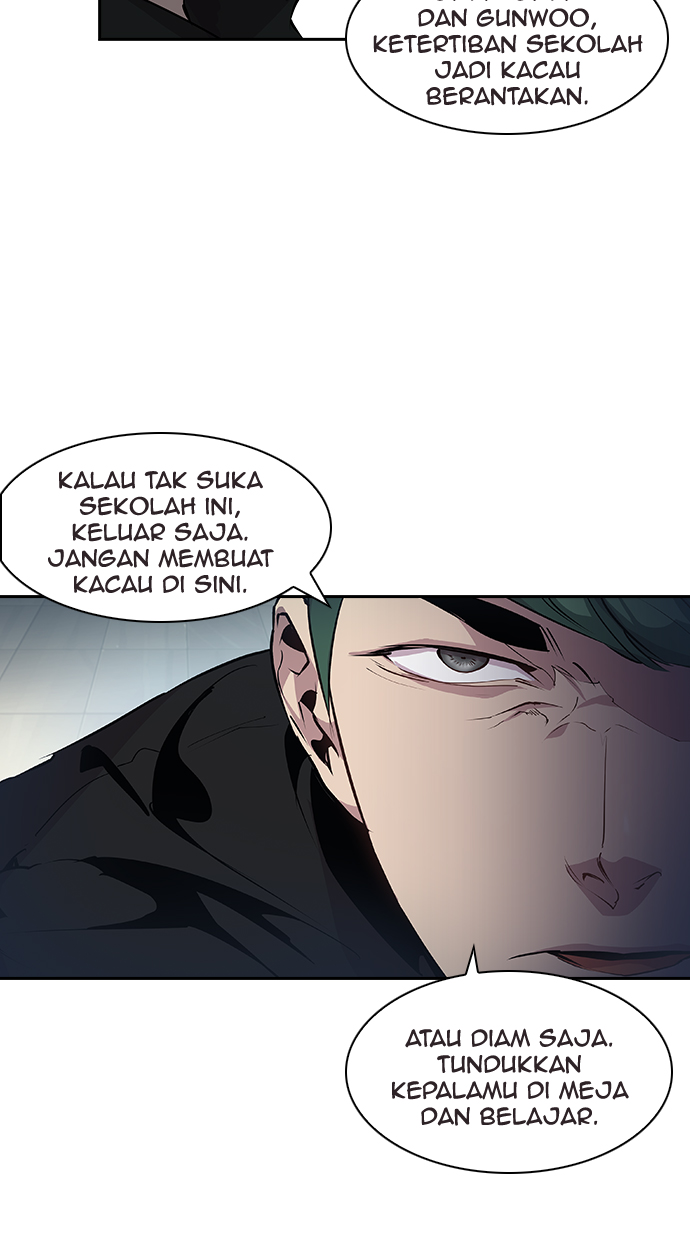 DAN GUNWOO,
KETERTIBAN SEKOLAH
JADI KACAU
BERANTAKAN.
KALAU TAK SUKA
SEKOLAH INI,
KELUAR SAJA.
JANGAN MEMBUAT
KACAU DI SINI.
ATAU DIAM SAJA.
TUNDUKKAN
KEPALAMU DI MEJA
DAN BELAJAR.